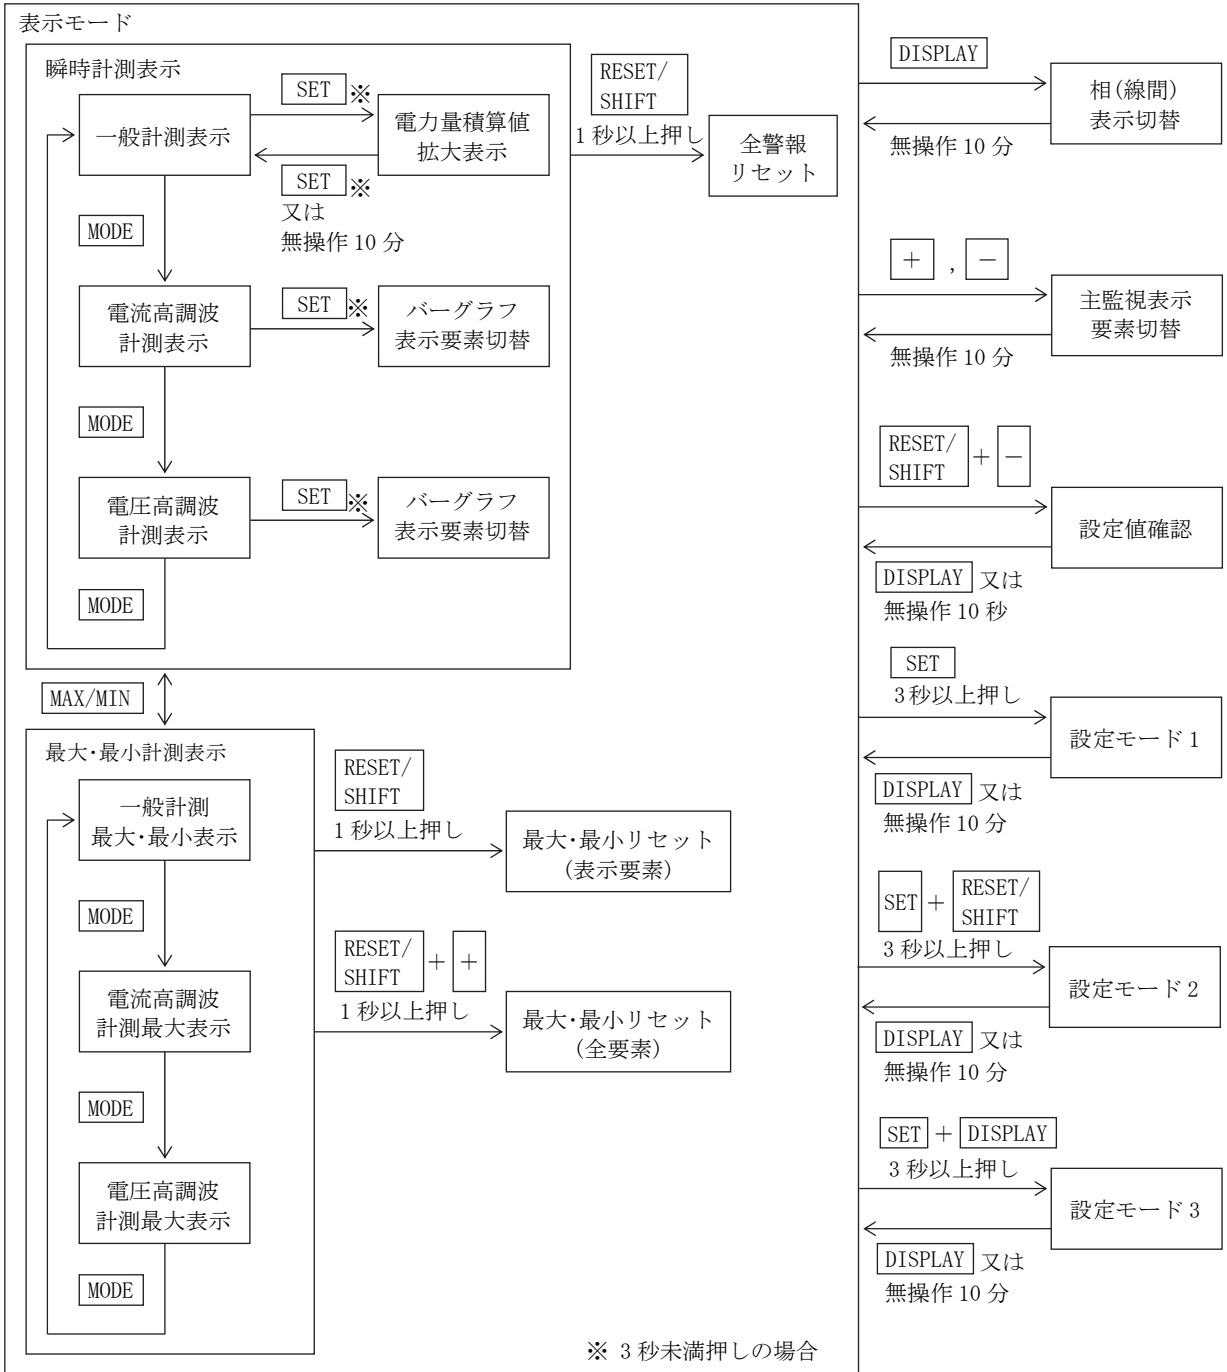 表示モード
瞬時計測表示
一般計測表示
SET ※
電力量積算値
拡大表示
SET ※
又は
無操作 10 分
MODE
電流高調波
計測表示
SET ※
バーグラフ
表示要素切替
MODE
電圧高調波
計測表示
SET ※
バーグラフ
表示要素切替
MODE
RESET/
SHIFT
1 秒以上押し
全警報
リセット
MAX/MIN
最大・最小計測表示
一般計測
最大・最小表示
MODE
電流高調波
計測最大表示
MODE
電圧高調波
計測最大表示
MODE
RESET/
SHIFT
1 秒以上押し
最大・最小リセット
(表示要素)
RESET/
SHIFT + +
1 秒以上押し
最大・最小リセット
(全要素)
※ 3 秒未満押しの場合
DISPLAY
相(線間)
表示切替
無操作 10 分
+ , −
主監視表示
要素切替
無操作 10 分
RESET/
SHIFT + −
設定値確認
DISPLAY 又は
無操作 10 秒
SET
3 秒以上押し
設定モード 1
DISPLAY 又は
無操作 10 分
SET + RESET/
SHIFT
3 秒以上押し
設定モード 2
DISPLAY 又は
無操作 10 分
SET + DISPLAY
3 秒以上押し
設定モード 3
DISPLAY 又は
無操作 10 分